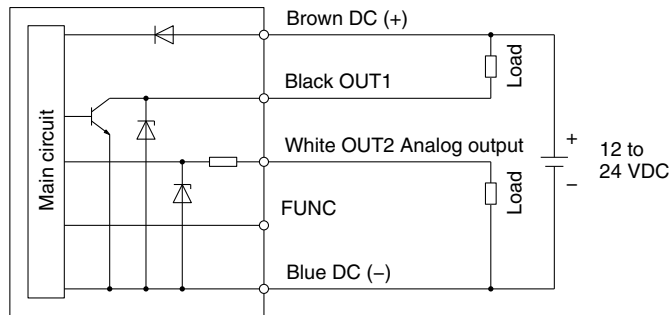 Brown DC (+)
Load
Black OUT1
Main circuit
White OUT2 Analog output
+
12 to
24 VDC
−
Load
FUNC
Blue DC (−)